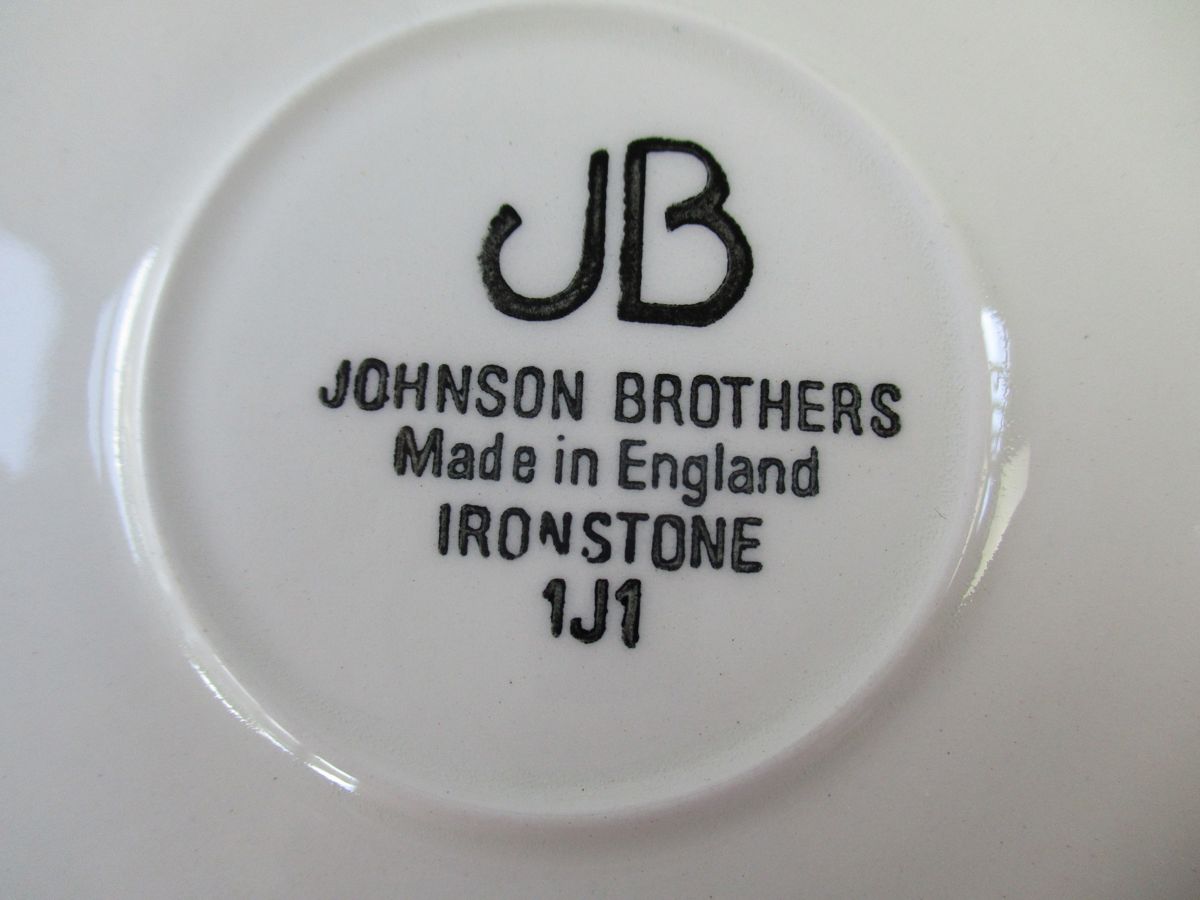 JB
JOHNSON BROTHERS
Made in England
IRONSTONE
1J1